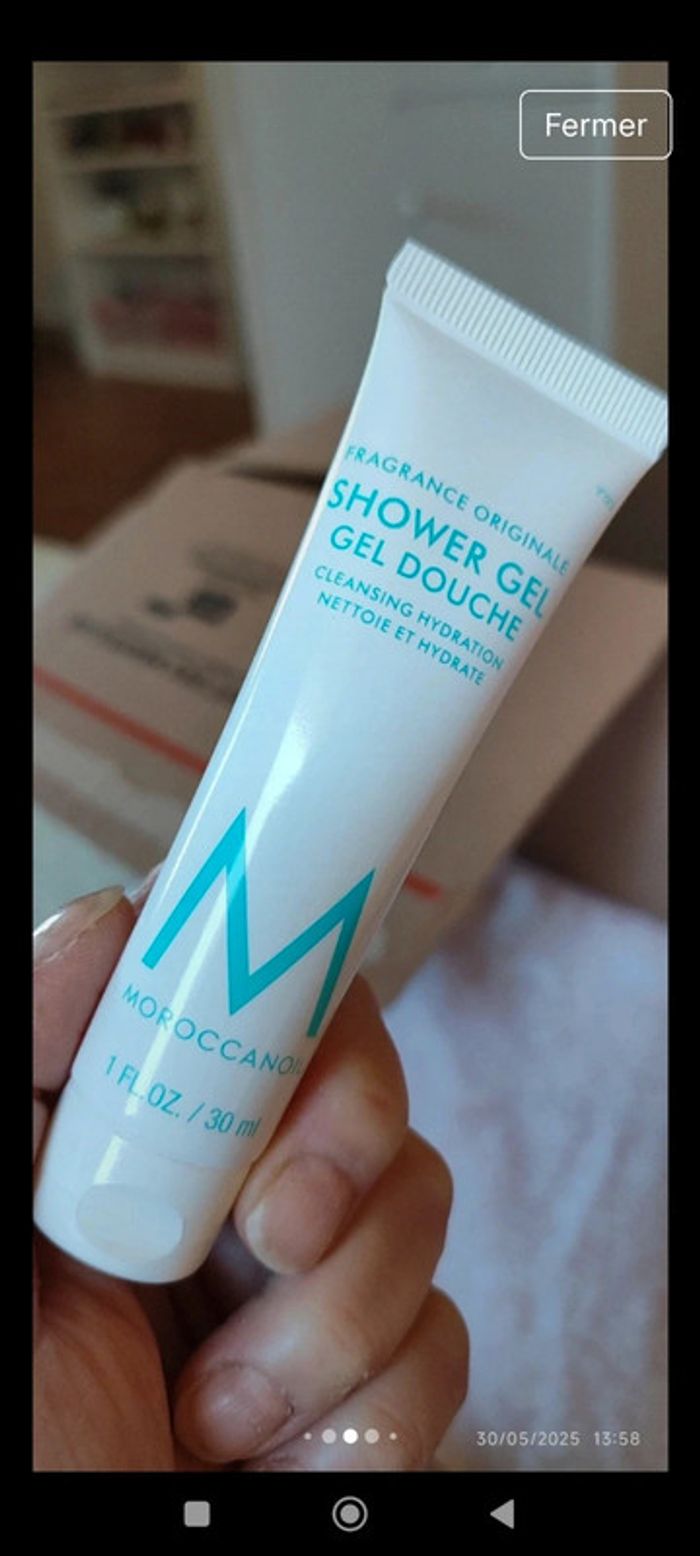 Fermer
FRAGRANCE ORIGINALE
SHOWER GEL
GEL DOUCHE
CLEANSING HYDRATION
NETTOIE ET HYDRATE
M
MOROCCANOIL
1 FL.OZ. / 30 ml
30/05/2025 13:58